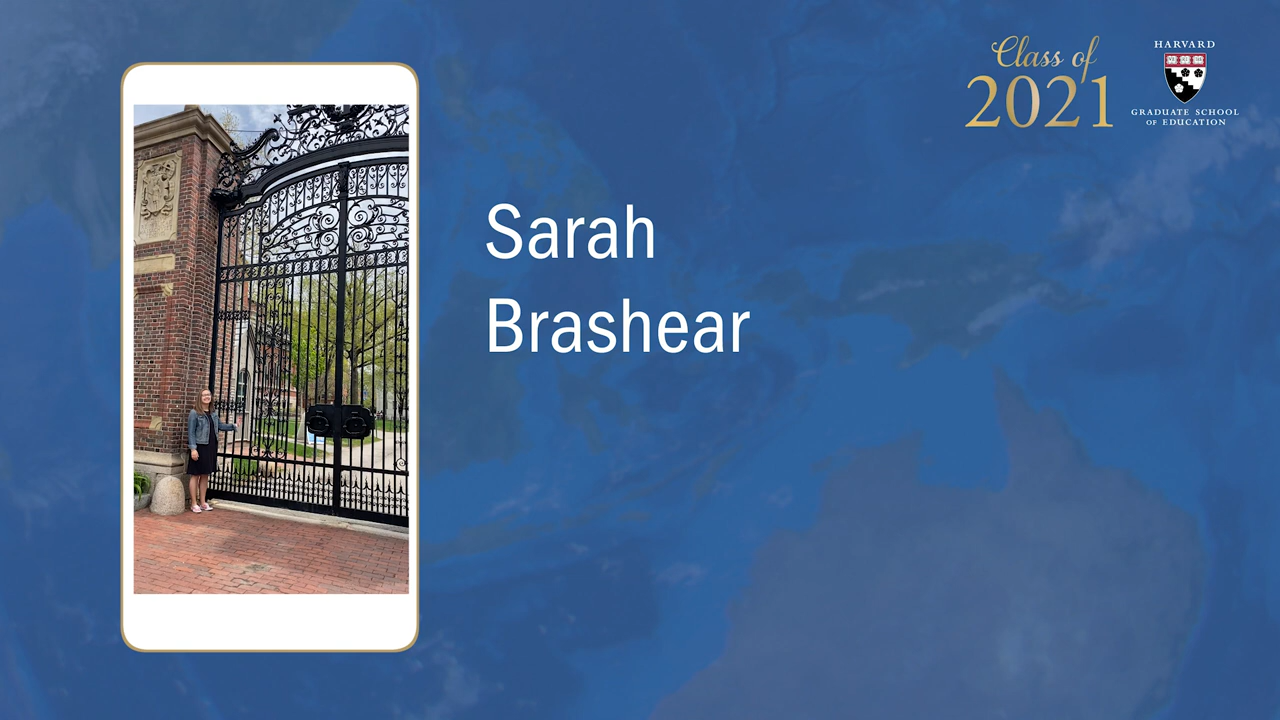 Class of
2021
HARVARD
GRADUATE SCHOOL
OF EDUCATION
Sarah
Brashear